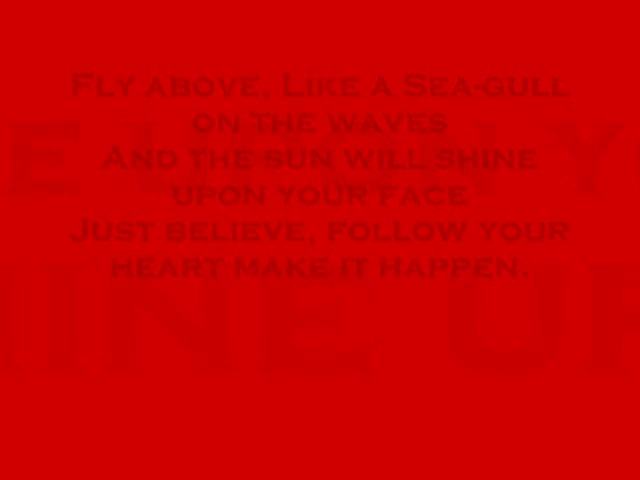 Fly above, Like a Sea-gull
on the waves
And the sun will shine
upon your face
Just believe, follow your
heart make it happen.